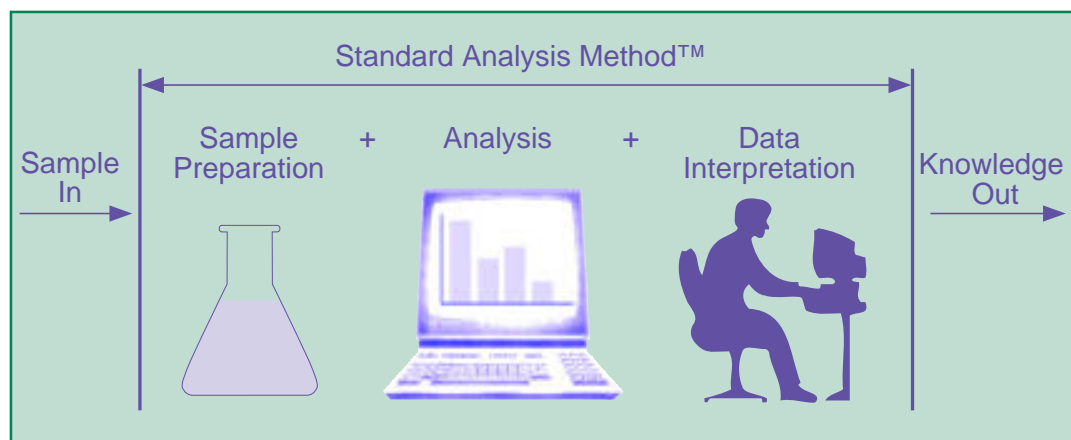 Standard Analysis Method™
Sample
In
Sample
Preparation
+
Analysis
+
Data
Interpretation
Knowledge
Out